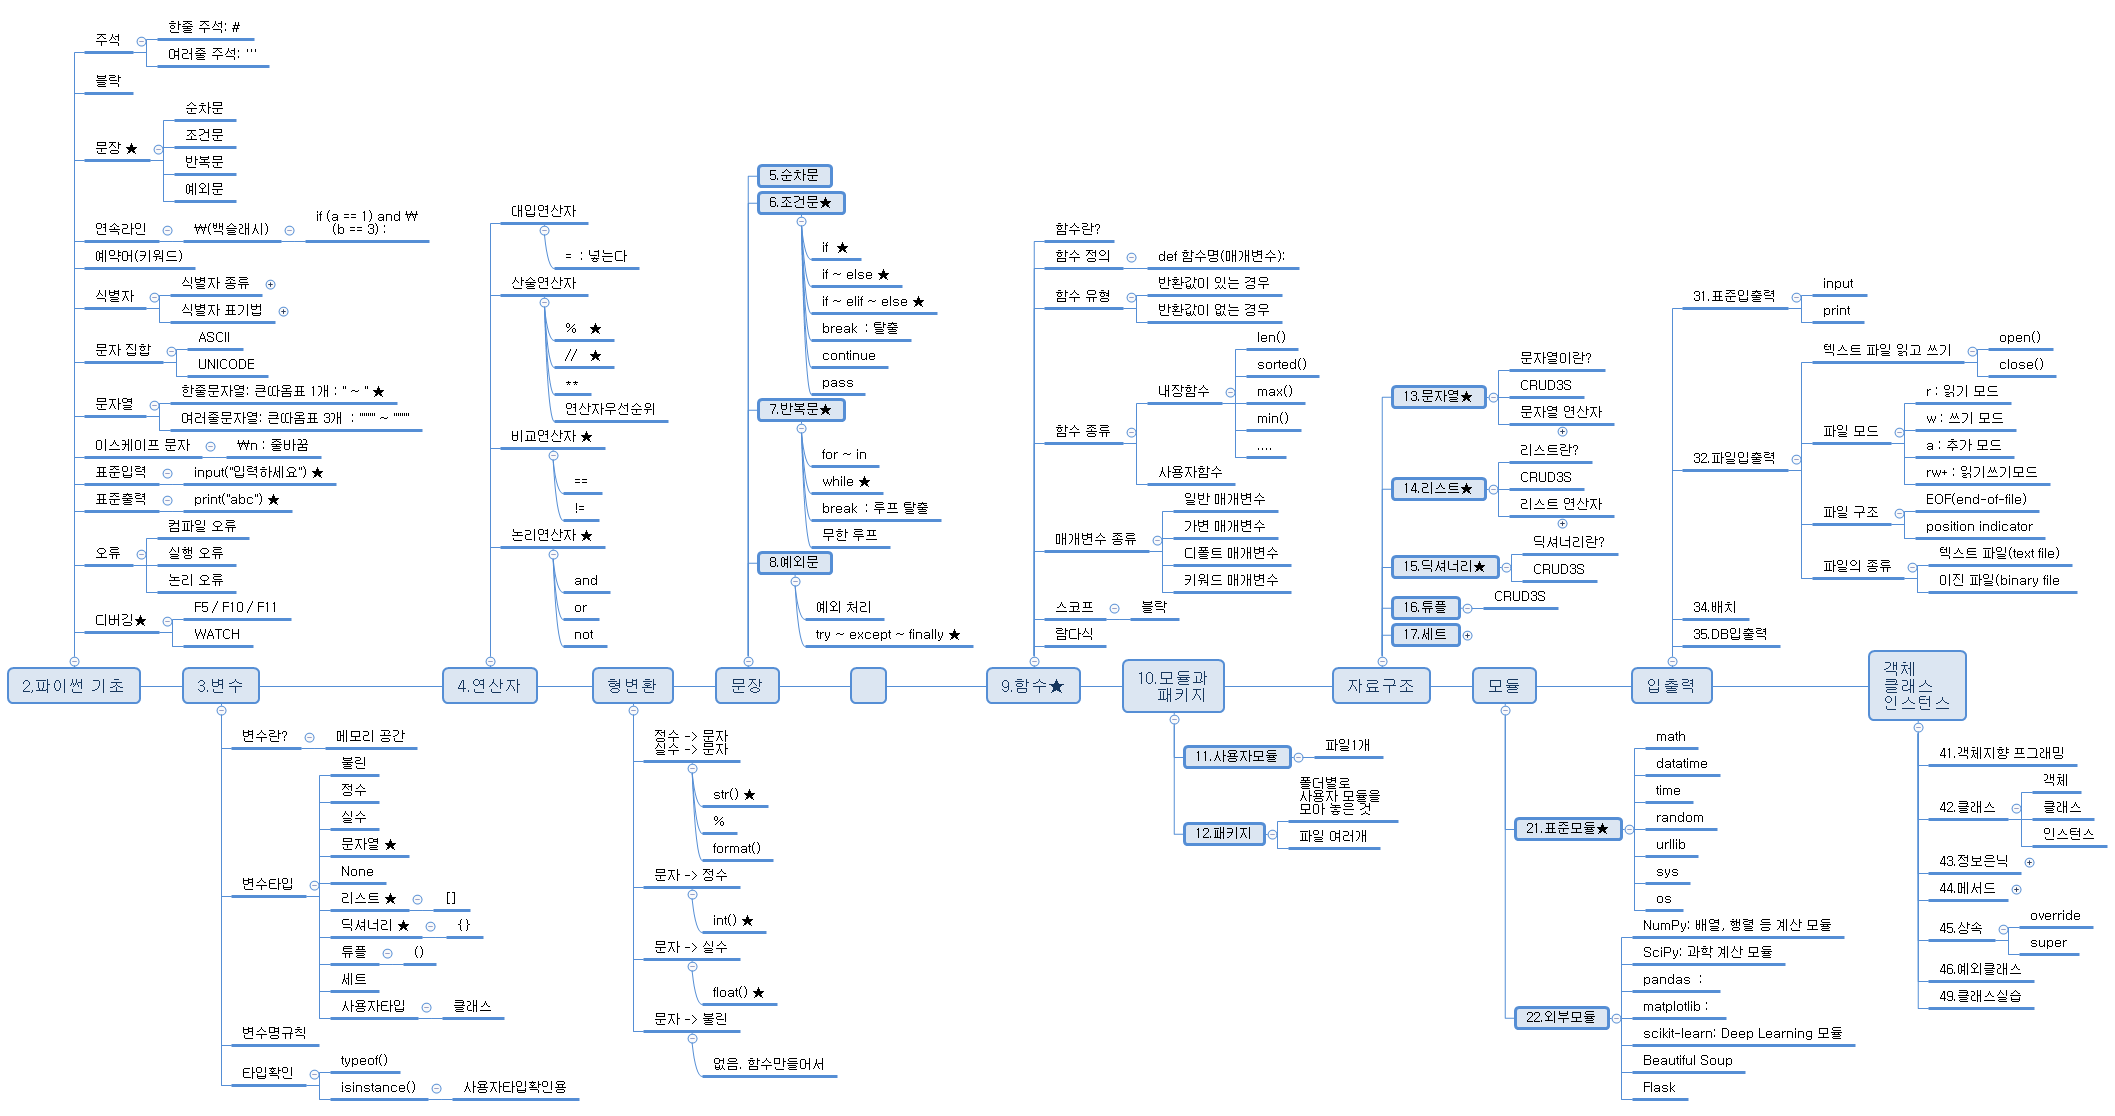 주석
한줄 주석: #
여러줄 주석: '''
블락
문장 ★
순차문
조건문
반복문
예외문
연속라인
₩(백슬래시)
if (a == 1) and ₩
(b == 3) :
예약어(키워드)
식별자
식별자 종류
식별자 표기법
문자 집합
ASCII
UNICODE
문자열
한줄문자열: 큰따옴표 1개 : " ~ " ★
여러줄문자열: 큰따옴표 3개 : """" ~ """"
이스케이프 문자
₩n : 줄바꿈
표준입력
input("입력하세요") ★
표준출력
print("abc") ★
오류
컴파일 오류
실행 오류
논리 오류
디버깅★
F5 / F10 / F11
WATCH
2.파이썬 기초
3.변수
변수란?
메모리 공간
변수타입
불린
정수
실수
문자열 ★
None
리스트 ★
[]
딕셔너리 ★
{}
튜플
()
세트
사용자타입
클래스
변수명규칙
타입확인
typeof()
isinstance()
사용자타입확인용
4.연산자
대입연산자
= : 넣는다
산술연산자
% ★
// ★
**
연산자우선순위
비교연산자 ★
==
!=
논리연산자 ★
and
or
not
형변환
정수 -> 문자
실수 -> 문자
str() ★
%
format()
문자 -> 정수
int() ★
문자 -> 실수
float() ★
문자 -> 불린
없음. 함수만들어서
문장
5.순차문
6.조건문★
if ★
if ~ else ★
if ~ elif ~ else ★
break : 탈출
continue
pass
7.반복문★
for ~ in
while ★
break : 루프 탈출
무한 루프
8.예외문
예외 처리
try ~ except ~ finally ★
9.함수★
함수란?
함수 정의
def 함수명(매개변수):
함수 유형
반환값이 있는 경우
반환값이 없는 경우
함수 종류
내장함수
len()
sorted()
max()
min()
....
사용자함수
매개변수 종류
일반 매개변수
가변 매개변수
디폴트 매개변수
키워드 매개변수
스코프
블락
람다식
10.모듈과
패키지
11.사용자모듈
파일1개
12.패키지
폴더별로
사용자 모듈을
모아 놓은 것
파일 여러개
자료구조
13.문자열★
문자열이란?
CRUD3S
문자열 연산자
14.리스트★
리스트란?
CRUD3S
리스트 연산자
15.딕셔너리★
딕셔너리란?
CRUD3S
16.튜플
CRUD3S
17.세트
모듈
21.표준모듈★
math
datatime
time
random
urllib
sys
os
22.외부모듈
NumPy: 배열, 행렬 등 계산 모듈
SciPy: 과학 계산 모듈
pandas :
matplotlib :
scikit-learn: Deep Learning 모듈
Beautiful Soup
Flask
입출력
31.표준입출력
input
print
32.파일입출력
텍스트 파일 읽고 쓰기
open()
close()
파일 모드
r : 읽기 모드
w : 쓰기 모드
a : 추가 모드
rw+ : 읽기쓰기모드
파일 구조
EOF(end-of-file)
position indicator
파일의 종류
텍스트 파일(text file)
이진 파일(binary file
34.배치
35.DB입출력
객체
클래스
인스턴스
41.객체지향 프그래밍
42.클래스
객체
클래스
인스턴스
43.정보은닉
44.메서드
45.상속
override
super
46.예외클래스
49.클래스실습